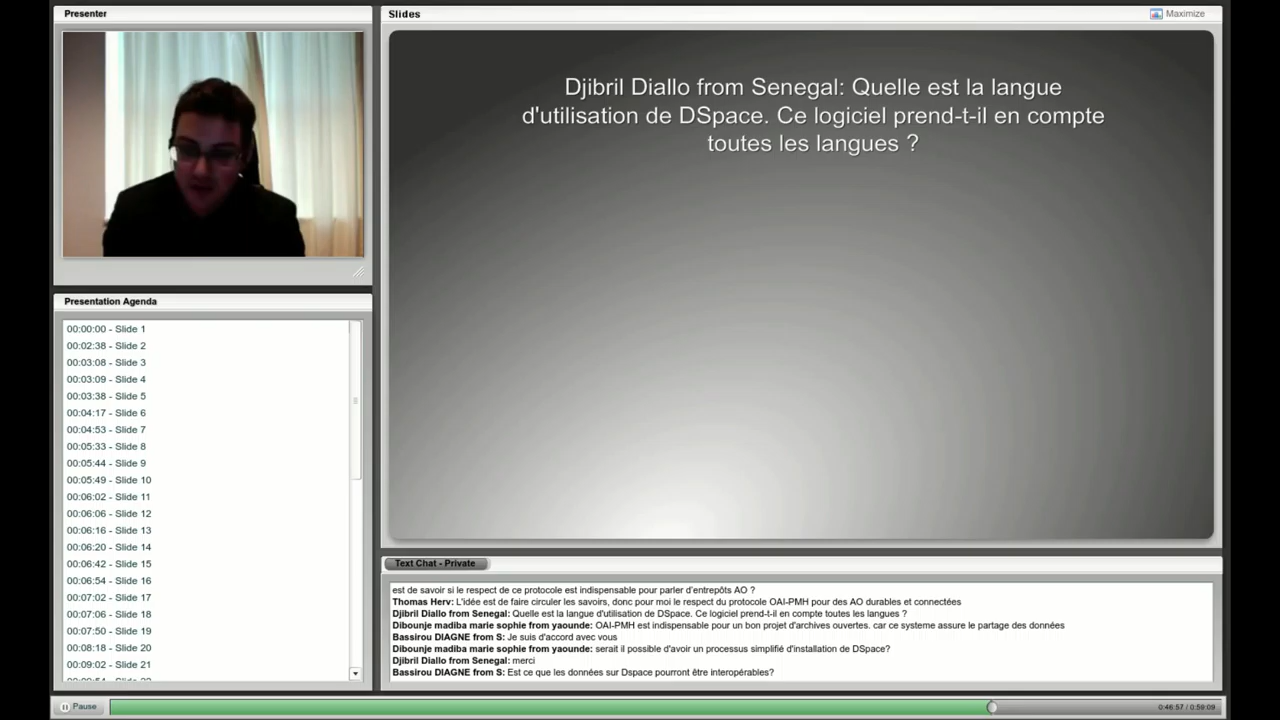 Presenter
Slides
Maximize
Djibril Diallo from Senegal: Quelle est la langue
d'utilisation de DSpace. Ce logiciel prend-t-il en compte
toutes les langues ?
Presentation Agenda
00:00:00 - Slide 1
00:02:38 - Slide 2
00:03:08 - Slide 3
00:03:09 - Slide 4
00:03:38 - Slide 5
00:04:17 - Slide 6
00:04:53 - Slide 7
00:05:33 - Slide 8
00:05:44 - Slide 9
00:05:49 - Slide 10
00:06:02 - Slide 11
00:06:06 - Slide 12
00:06:16 - Slide 13
00:06:20 - Slide 14
00:06:42 - Slide 15
00:06:54 - Slide 16
00:07:02 - Slide 17
00:07:06 - Slide 18
00:07:50 - Slide 19
00:08:18 - Slide 20
00:09:02 - Slide 21
Text Chat - Private
est de savoir si le respect de ce protocole est indispensable pour parler d'entrepôts AO ?
Thomas Herv: L'idée est de faire circuler les savoirs, donc pour moi le respect du protocole OAI-PMH pour des AO durables et connectées
Djibril Diallo from Senegal: Quelle est la langue d'utilisation de DSpace. Ce logiciel prend-t-il en compte toutes les langues ?
Dibounje madiba marie sophie from yaounde: OAI-PMH est indispensable pour un bon projet d'archives ouvertes. car ce systeme assure le partage des données
Bassirou DIAGNE from S: Je suis d'accord avec vous
Dibounje madiba marie sophie from yaounde: serait il possible d'avoir un processus simplifié d'installation de DSpace?
Djibril Diallo from Senegal: merci
Bassirou DIAGNE from S: Est ce que les données sur Dspace pourront être interopérables?
Pause
0:46:57 / 0:59:09